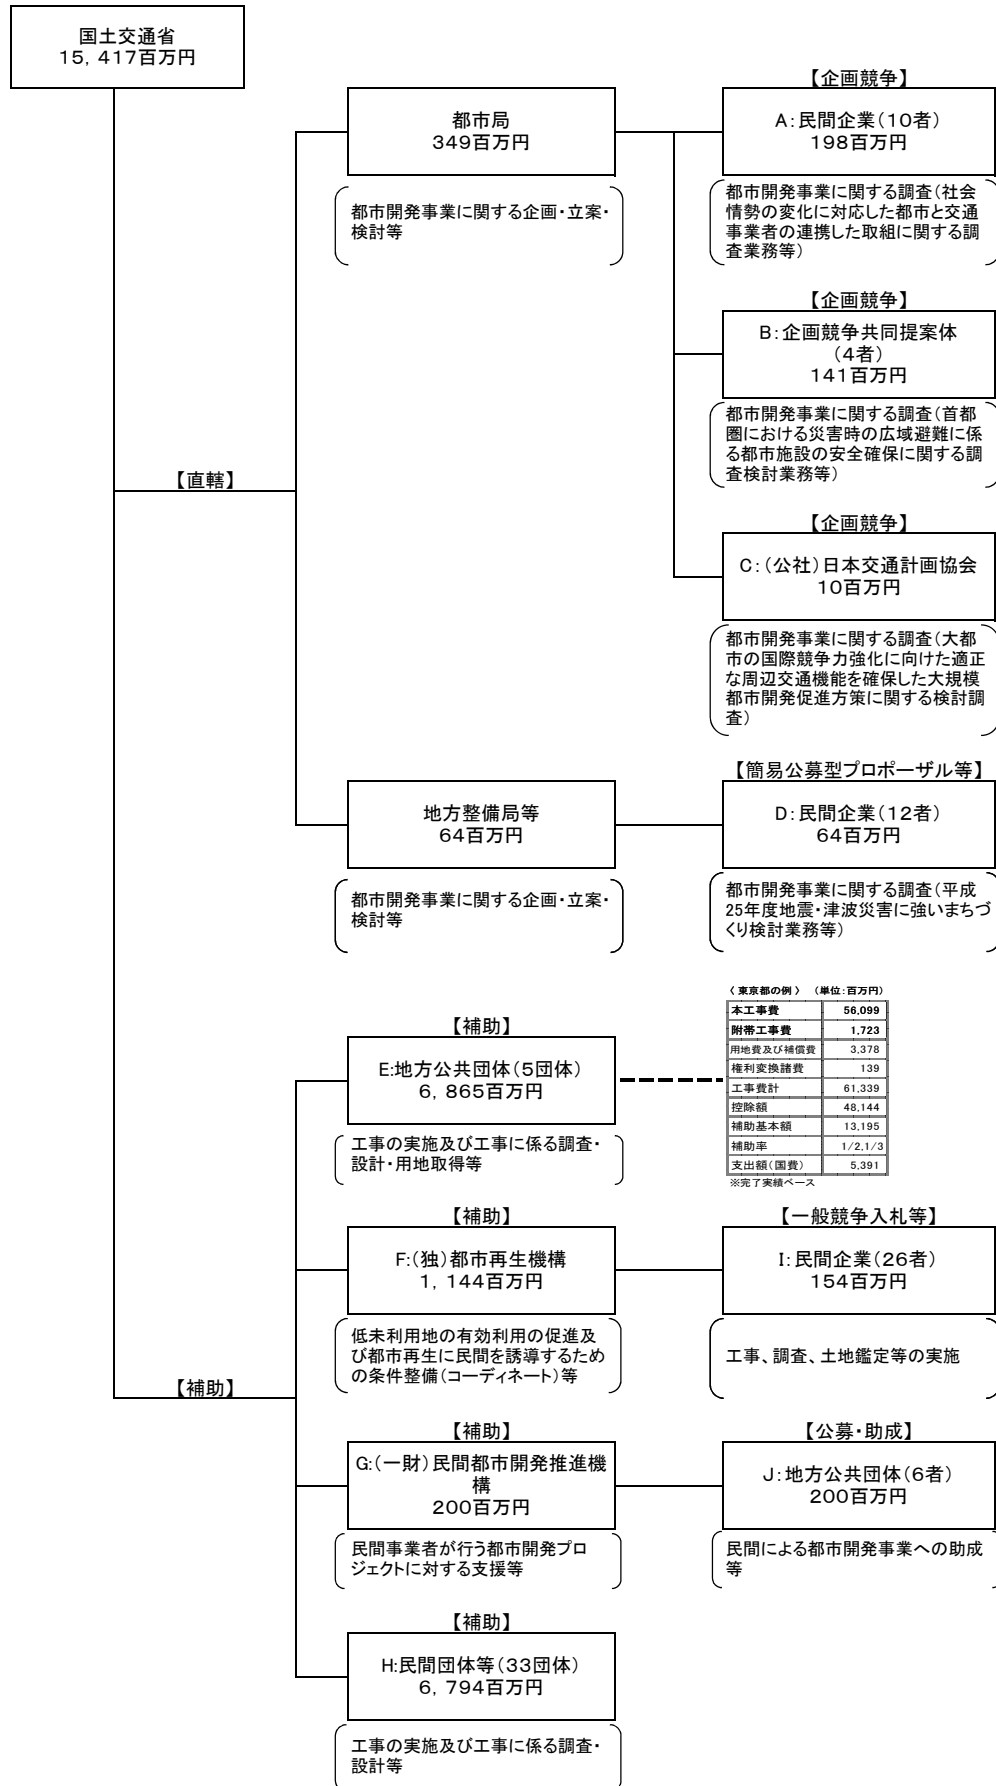 国土交通省
１５，４１７百万円
【直轄】
都市局
３４９百万円
都市開発事業に関する企画・立案・
検討等
【企画競争】
Ａ：民間企業（１０者）
１９８百万円
都市開発事業に関する調査（社会
情勢の変化に対応した都市と交通
事業者の連携した取組に関する調
査業務等）
【企画競争】
Ｂ：企画競争共同提案体
（４者）
１４１百万円
都市開発事業に関する調査（首都
圏における災害時の広域避難に係
る都市施設の安全確保に関する調
査検討業務等）
【企画競争】
Ｃ：（公社）日本交通計画協会
１０百万円
都市開発事業に関する調査（大都
市の国際競争力強化に向けた適正
な周辺交通機能を確保した大規模
都市開発促進方策に関する検討調
査）
地方整備局等
６４百万円
都市開発事業に関する企画・立案・
検討等
【簡易公募型プロポーザル等】
Ｄ：民間企業（１２者）
６４百万円
都市開発事業に関する調査（平成
25年度地震・津波災害に強いまちづ
くり検討業務等）
【補助】
【補助】
E:地方公共団体（５団体）
６，８６５百万円
工事の実施及び工事に係る調査・
設計・用地取得等
〈 東京都の例 〉 （単位：百万円）
本工事費 56,099
附帯工事費 1,723
用地費及び補償費 3,378
権利変換諸費 139
工事費計 61,339
控除額 48,144
補助基本額 13,195
補助率 1/2,1/3
支出額（国費） 5,391
※完了実績ベース
【補助】
F:（独）都市再生機構
１，１４４百万円
低未利用地の有効利用の促進及
び都市再生に民間を誘導するため
の条件整備（コーディネート）等
【一般競争入札等】
I：民間企業（２６者）
１５４百万円
工事、調査、土地鑑定等の実施
【補助】
G:（一財）民間都市開発推進機
構
２００百万円
民間事業者が行う都市開発プロ
ジェクトに対する支援等
【公募・助成】
Ｊ：地方公共団体（６者）
２００百万円
民間による都市開発事業への助成
等
【補助】
H:民間団体等（３３団体）
６，７９４百万円
工事の実施及び工事に係る調査・
設計等